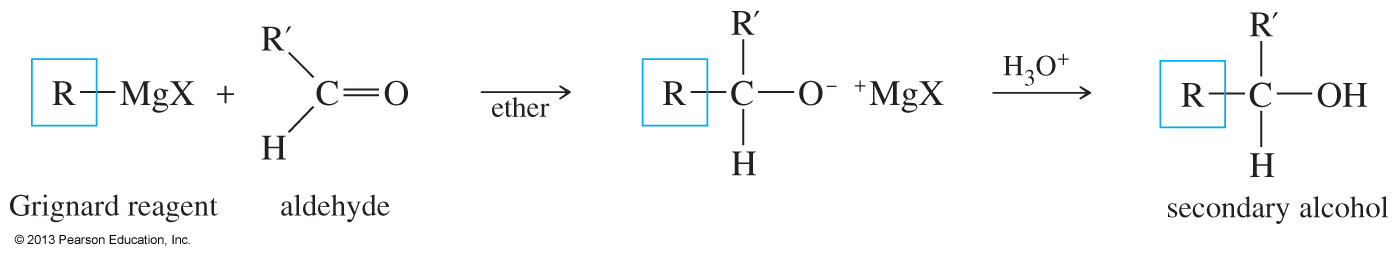 R′ R′ R′
R—MgX + C=O ether R—C—O⁻ ⁺MgX H₃O⁺ R—C—OH
H H H
Grignard reagent aldehyde secondary alcohol
© 2013 Pearson Education, Inc.